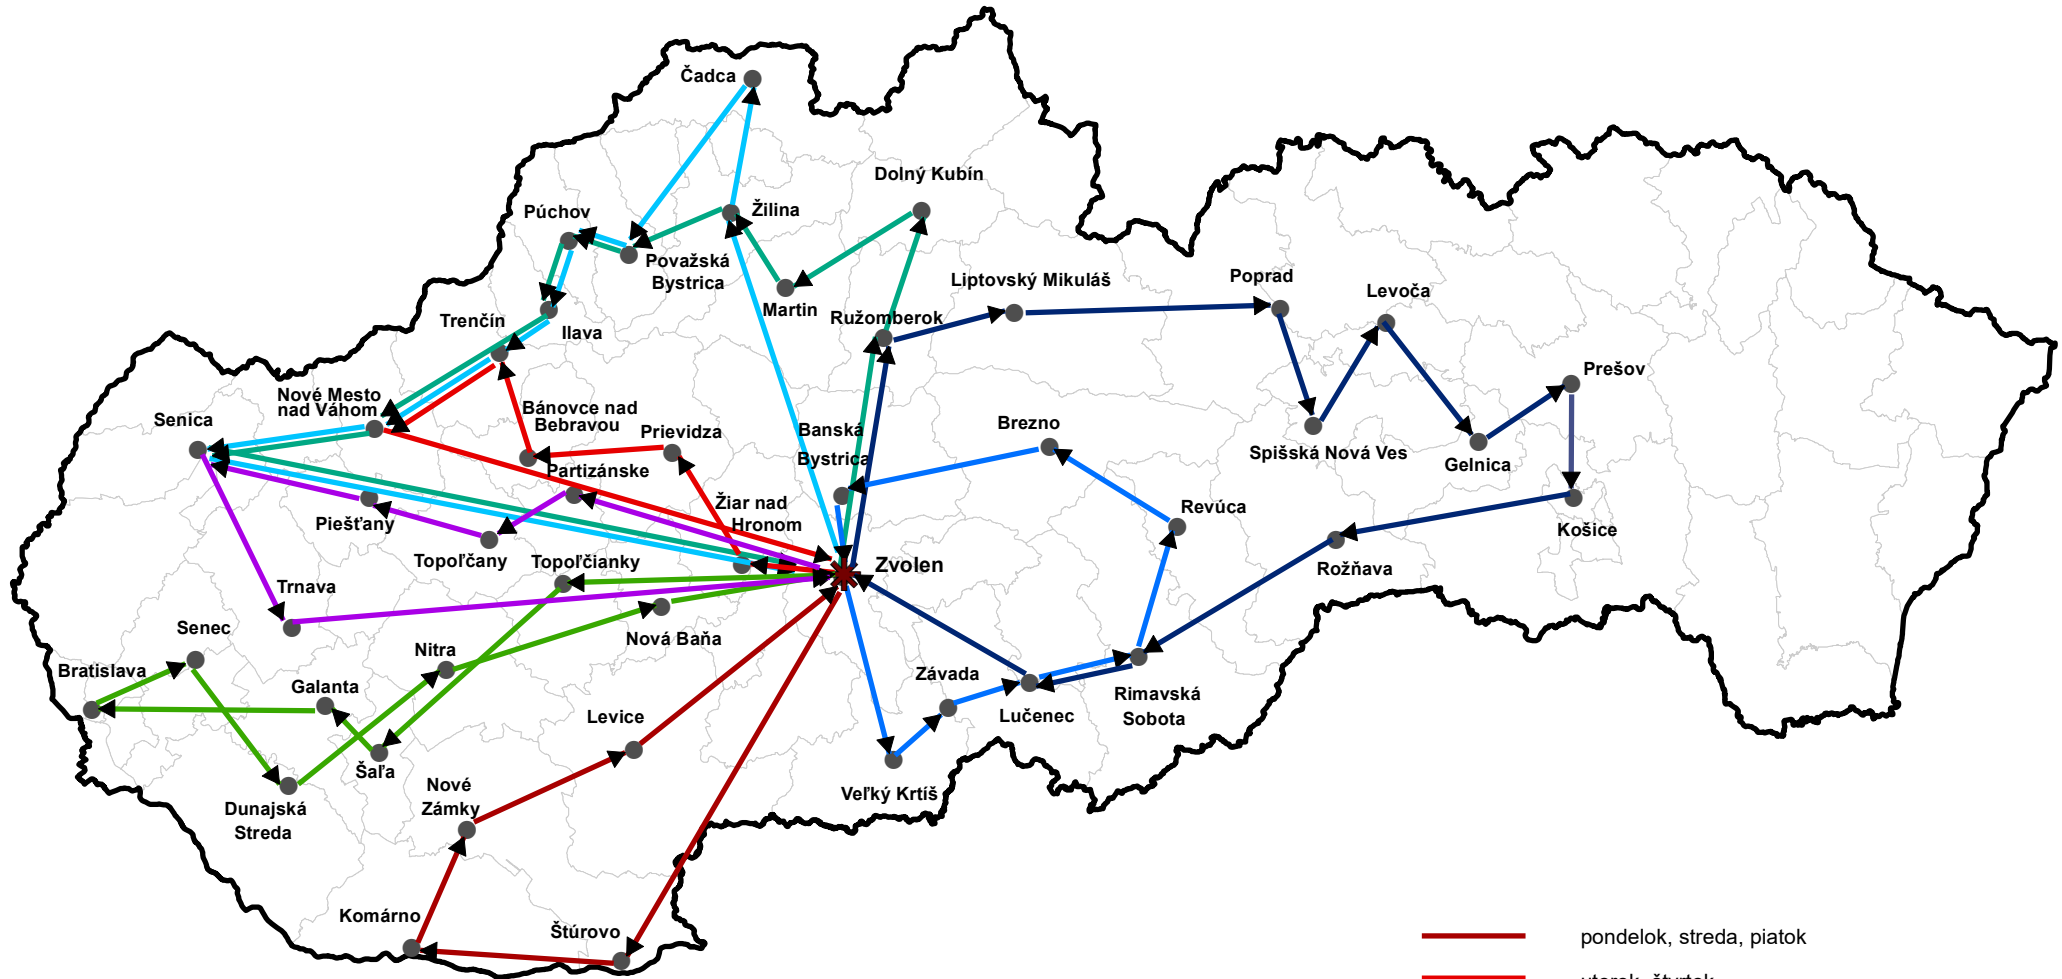 Čadca
Dolný Kubín
Púchov
Žilina
Považská
Bystrica
Liptovský Mikuláš
Poprad
Levoča
Martin
Trenčín
Ilava
Ružomberok
Prešov
Nové Mesto
nad Váhom
Senica
Bánovce nad
Bebravou
Prievidza
Banská
Bystrica
Brezno
Spišská Nová Ves
Gelnica
Partizánske
Žiar nad
Hronom
Revúca
Piešťany
Košice
Topoľčany
Topoľčianky
Zvolen
Rožňava
Trnava
Senec
Nitra
Nová Baňa
Bratislava
Galanta
Závada
Rimavská
Sobota
Levice
Lučenec
Šaľa
Nové
Zámky
Veľký Krtíš
Dunajská
Streda
Komárno
Štúrovo
pondelok, streda, piatok